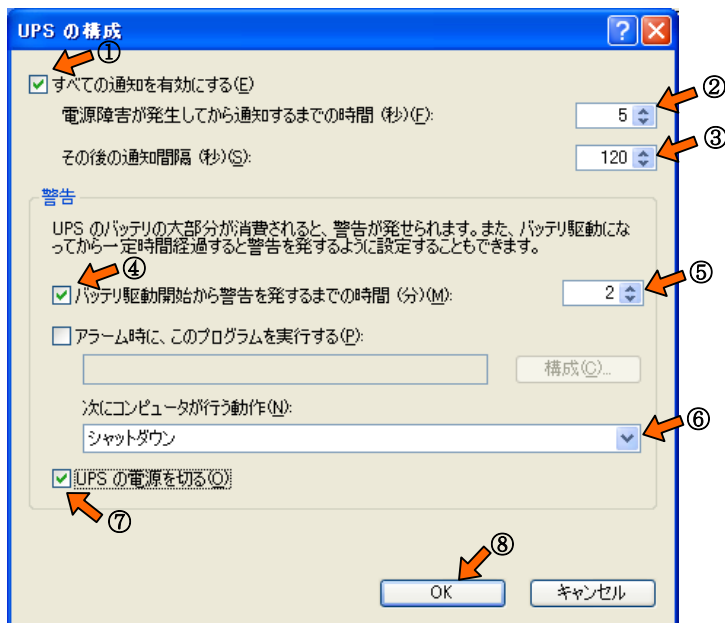 UPS の構成
①
すべての通知を有効にする(E)
②
電源障害が発生してから通知するまでの時間 (秒)(F):
5
③
その後の通知間隔 (秒)(S):
120
警告
UPS のバッテリの大部分が消費されると、警告が発せられます。また、バッテリ駆動にな
ってから一定時間経過すると警告を発するように設定することもできます。
④
⑤
バッテリ駆動開始から警告を発するまでの時間 (分)(M):
2
アラーム時に、このプログラムを実行する(P):
構成(C)...
次にコンピュータが行う動作(N):
⑥
シャットダウン
UPS の電源を切る(O)
⑦
⑧
OK
キャンセル